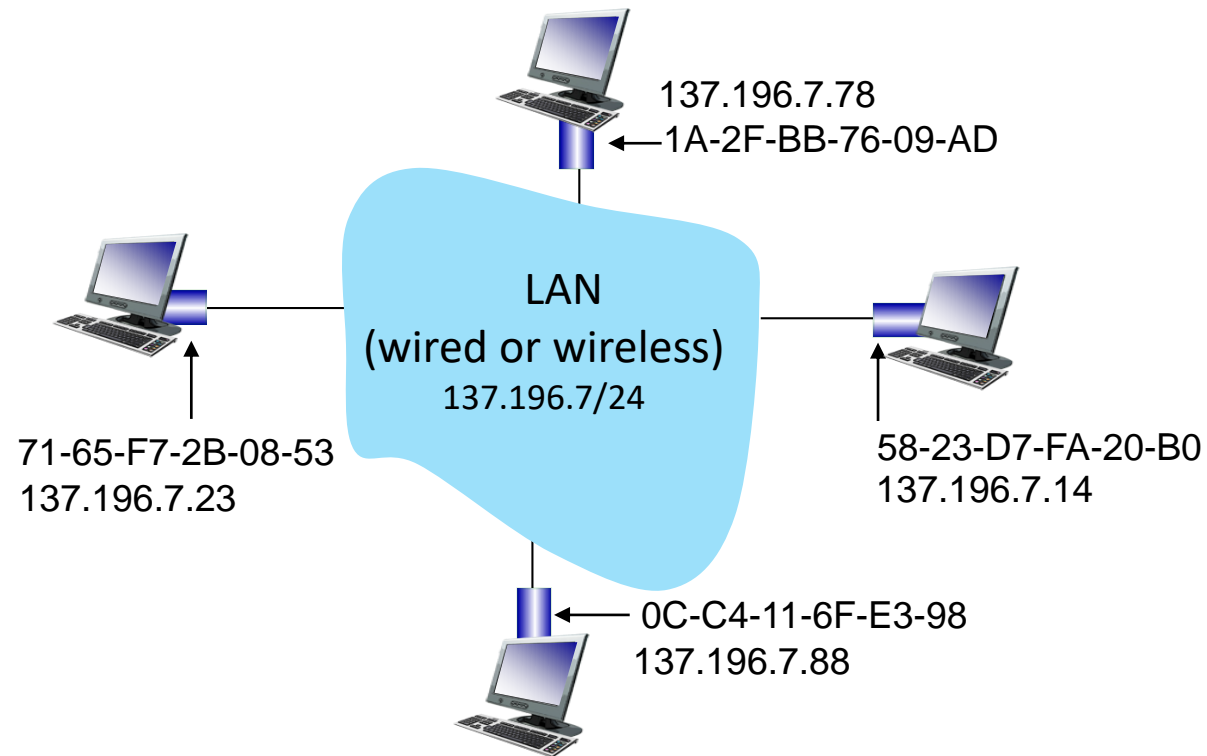 137.196.7.78
1A-2F-BB-76-09-AD
LAN
(wired or wireless)
137.196.7/24
71-65-F7-2B-08-53
137.196.7.23
58-23-D7-FA-20-B0
137.196.7.14
0C-C4-11-6F-E3-98
137.196.7.88